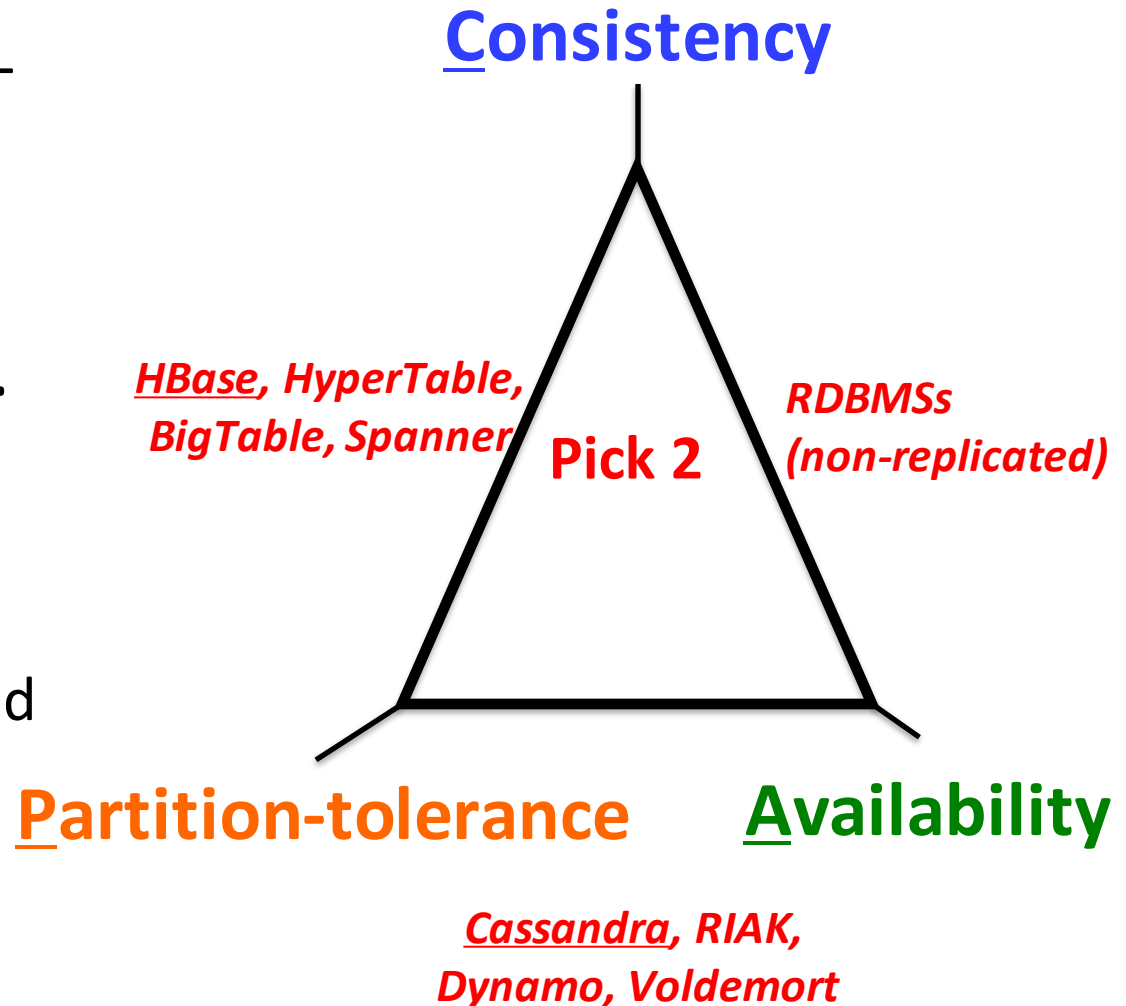 Consistency
HBase, HyperTable,
BigTable, Spanner
RDBMSs
(non-replicated)
Pick 2
d
Partition-tolerance
Availability
Cassandra, RIAK,
Dynamo, Voldemort